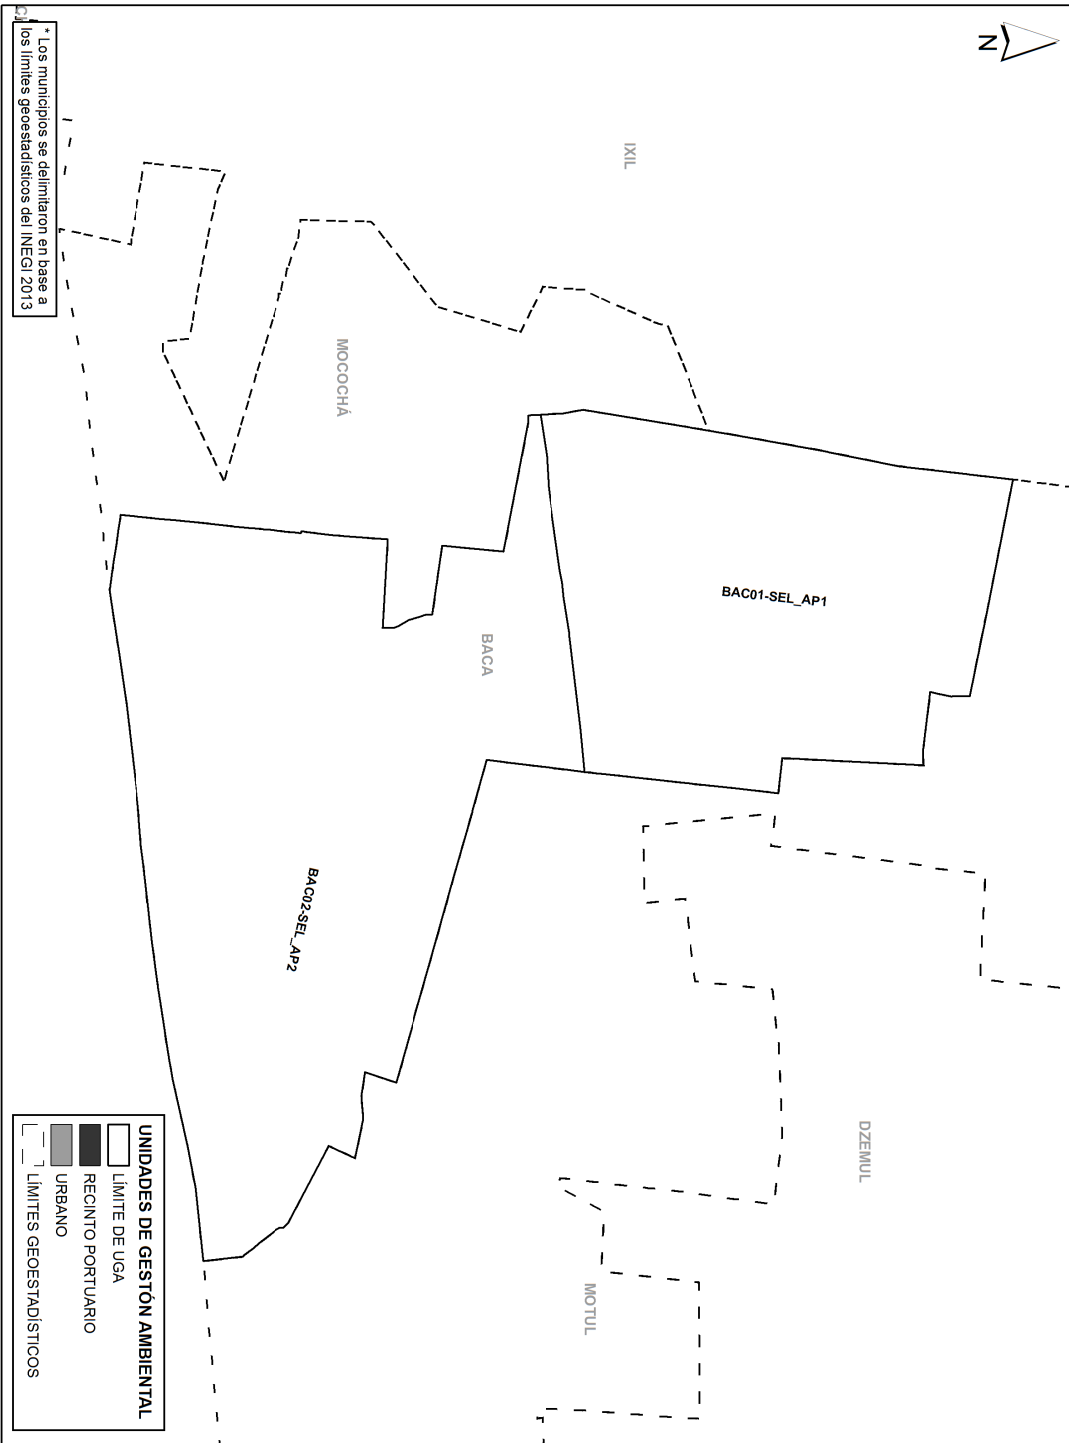 N
IXIL
MOCOCHÁ
BAC01-SEL_AP1
BACA
BAC02-SEL_AP2
DZEMUL
MOTUL
* Los municipios se delimitaron en base a
los límites geoestadísticos del INEGI 2013
UNIDADES DE GESTÓN AMBIENTAL
LÍMITE DE UGA
RECINTO PORTUARIO
URBANO
LÍMITES GEOESTADÍSTICOS